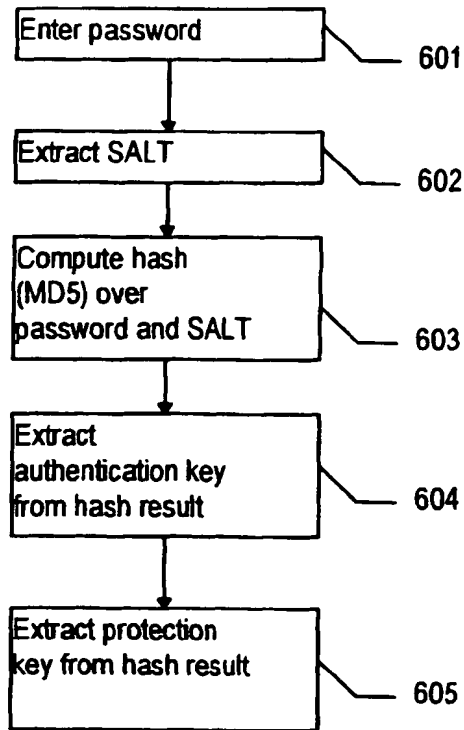 Enter password
601
Extract SALT
602
Compute hash
(MD5) over
password and SALT
603
Extract
authentication key
from hash result
604
Extract protection
key from hash result
605